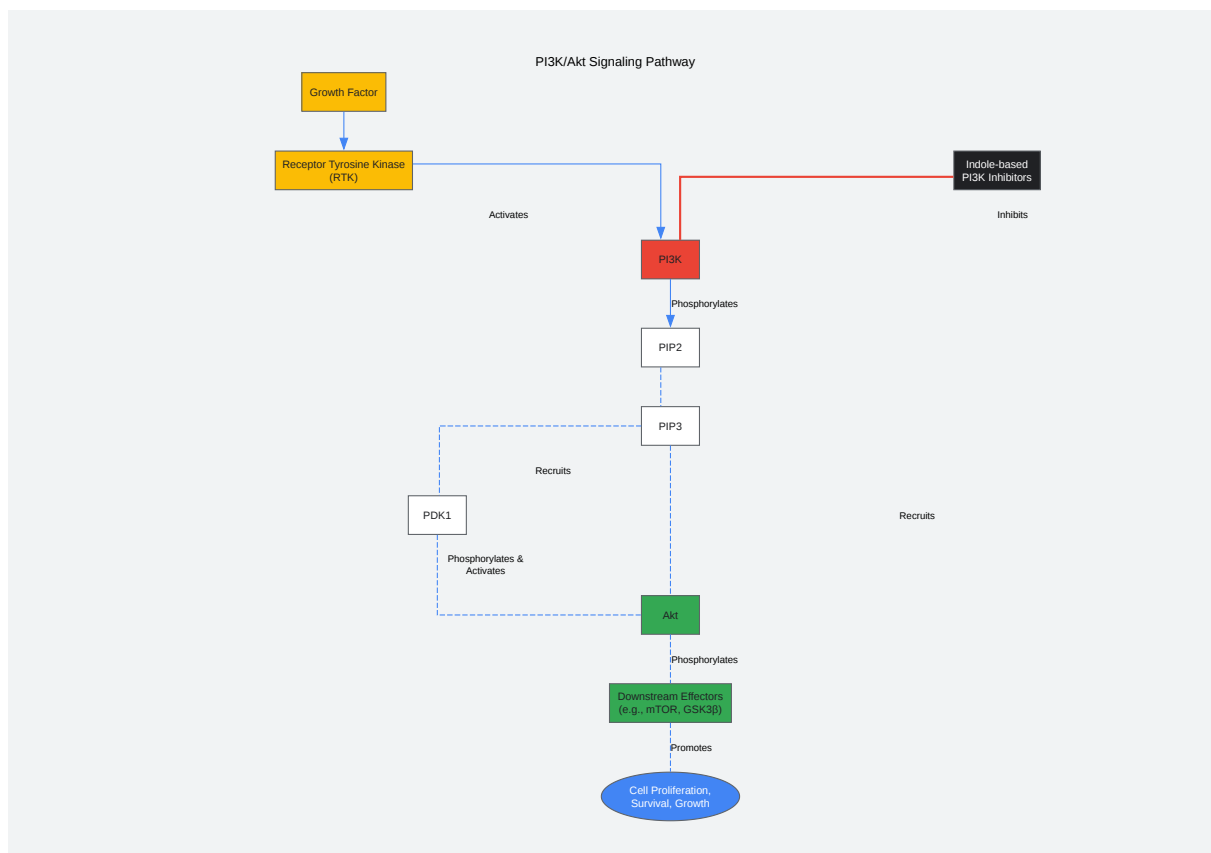 PI3K/Akt Signaling Pathway
Growth Factor
Receptor Tyrosine Kinase
(RTK)
Indole-based
PI3K Inhibitors
Activates
Inhibits
PI3K
Phosphorylates
PIP2
PIP3
Recruits
PDK1
Recruits
Phosphorylates &
Activates
Akt
Phosphorylates
Downstream Effectors
(e.g., mTOR, GSK3β)
Promotes
Cell Proliferation,
Survival, Growth